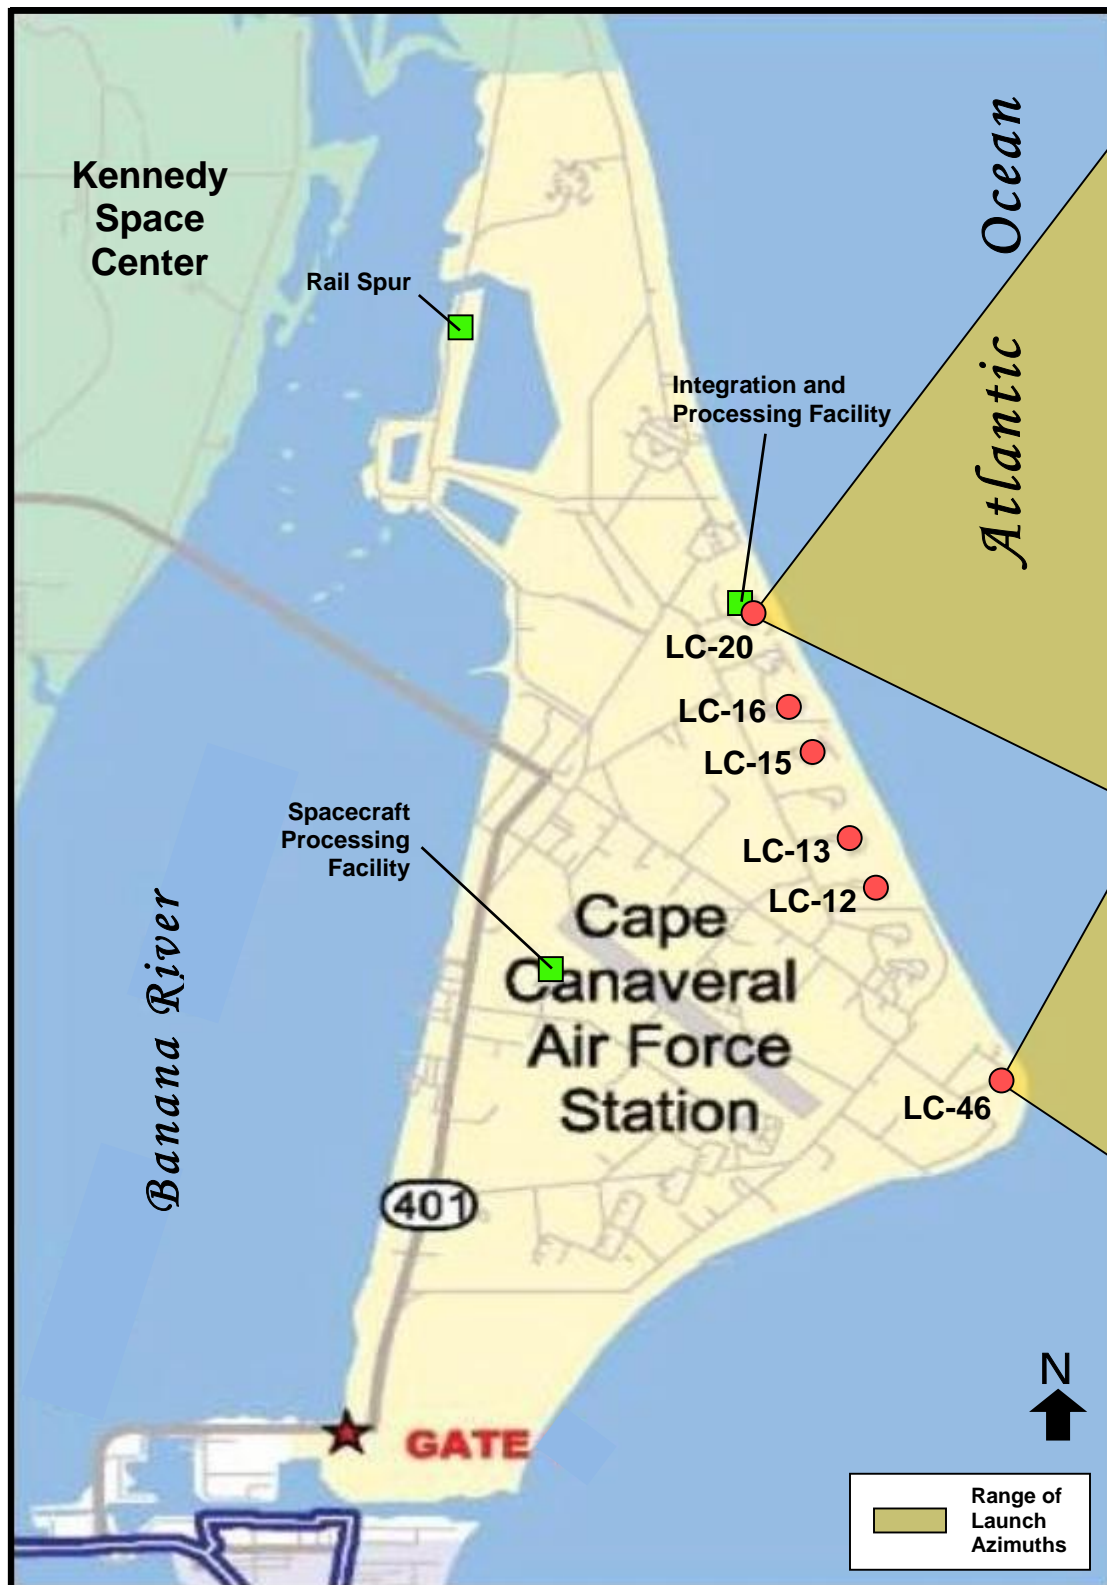 Kennedy
Space
Center
Rail Spur
Atlantic Ocean
Integration and
Processing Facility
LC-20
LC-16
LC-15
LC-13
LC-12
Spacecraft
Processing
Facility
Cape
Canaveral
Air Force
Station
Banana River
LC-46
401
GATE
N
Range of
Launch
Azimuths